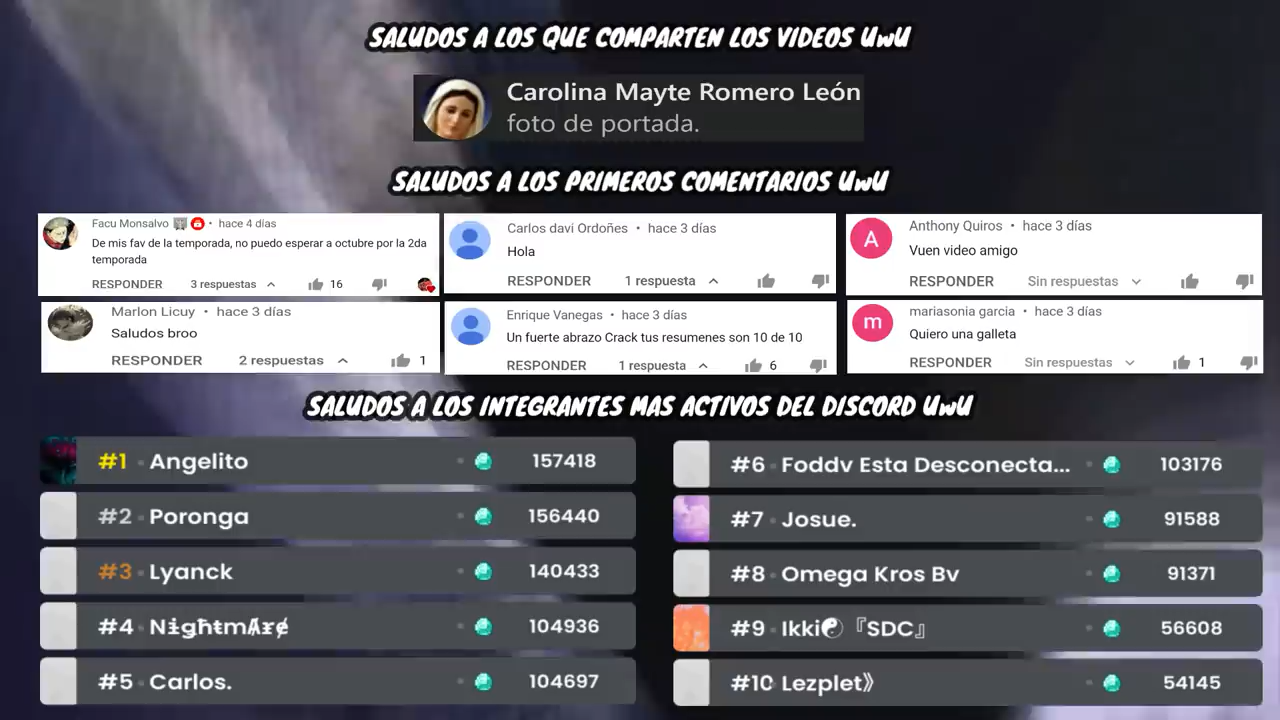 SALUDOS A LOS QUE COMPARTEN LOS VIDEOS UwU
Carolina Mayte Romero León
foto de portada.
SALUDOS A LOS PRIMEROS COMENTARIOS UwU
Facu Monsalvo • hace 4 días
De mis fav de la temporada, no puedo esperar a octubre por la 2da
temporada
RESPONDER 3 respuestas 16
Carlos daví Ordoñes • hace 3 días
Hola
RESPONDER 1 respuesta
Anthony Quiros • hace 3 días
Vuen video amigo
RESPONDER Sin respuestas
A
Marlon Licuy • hace 3 días
Saludos broo
RESPONDER 2 respuestas 1
Enrique Vanegas • hace 3 días
Un fuerte abrazo Crack tus resumenes son 10 de 10
RESPONDER 1 respuesta 6
m
mariasonia garcia • hace 3 días
Quiero una galleta
RESPONDER Sin respuestas 1
SALUDOS A LOS INTEGRANTES MAS ACTIVOS DEL DISCORD UwU
#1 • Angelito • 157418
#2 • Poronga • 156440
#3 • Lyanck • 140433
#4 • NɨǥħŧmȺɍɇ • 104936
#5 • Carlos. • 104697
#6 • Foddv Esta Desconecta... • 103176
#7 • Josue. • 91588
#8 • Omega Kros Bv • 91371
#9 • Ikki☯『SDC』 • 56608
#10 Lezplet》 • 54145